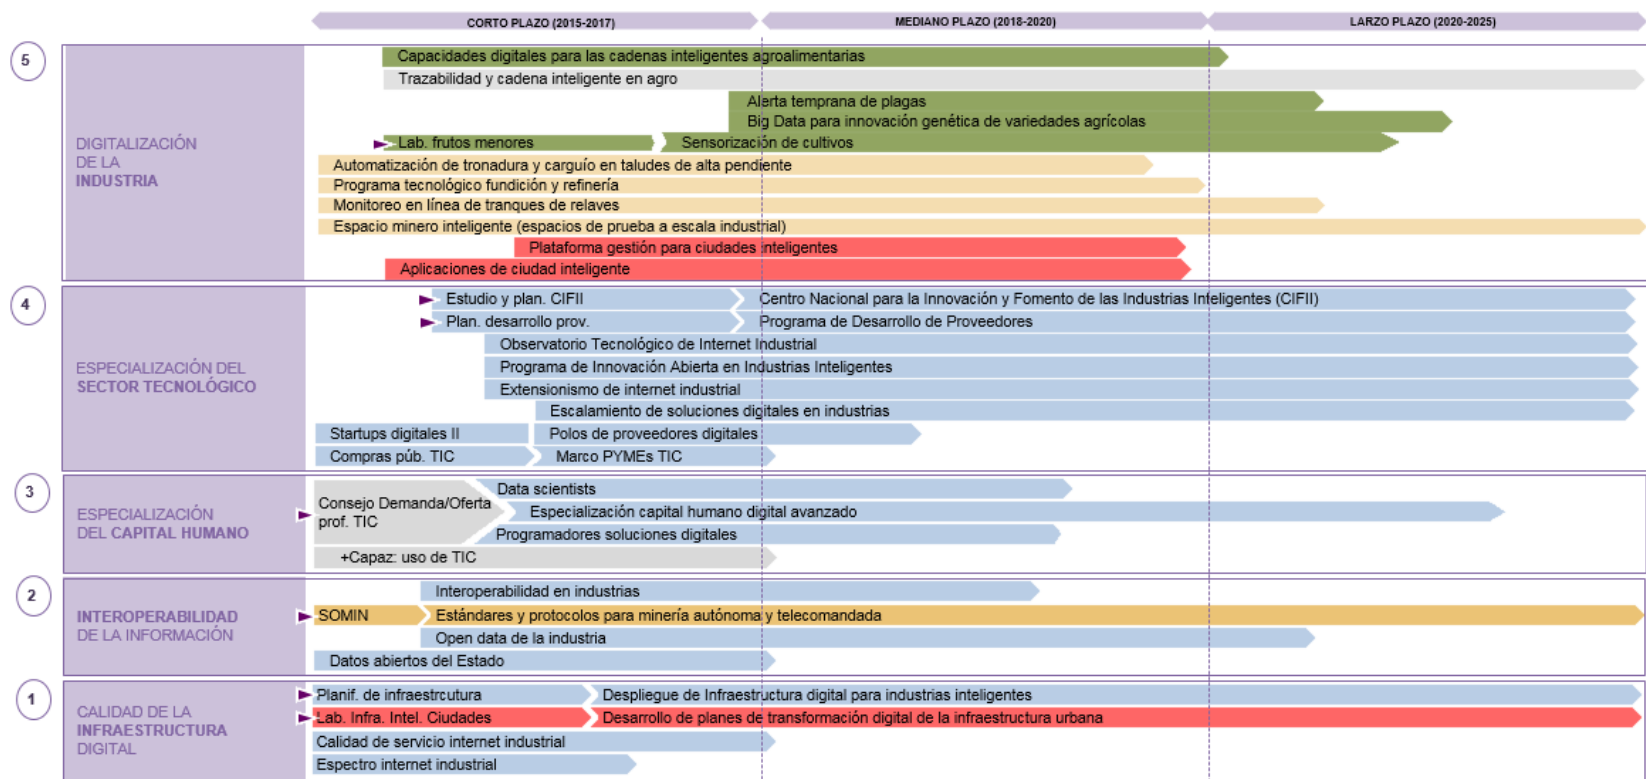 CORTO PLAZO (2015-2017)
MEDIANO PLAZO (2018-2020)
LARZO PLAZO (2020-2025)
5
DIGITALIZACIÓN
DE LA
INDUSTRIA
Capacidades digitales para las cadenas inteligentes agroalimentarias
Trazabilidad y cadena inteligente en agro
Alerta temprana de plagas
Big Data para innovación genética de variedades agrícolas
Lab. frutos menores
Sensorización de cultivos
Automatización de tronadura y carguío en taludes de alta pendiente
Programa tecnológico fundición y refinería
Monitoreo en línea de tranques de relaves
Espacio minero inteligente (espacios de prueba a escala industrial)
Plataforma gestión para ciudades inteligentes
Aplicaciones de ciudad inteligente
4
ESPECIALIZACIÓN DEL
SECTOR TECNOLÓGICO
Estudio y plan. CIFII
Centro Nacional para la Innovación y Fomento de las Industrias Inteligentes (CIFII)
Plan. desarrollo prov.
Programa de Desarrollo de Proveedores
Observatorio Tecnológico de Internet Industrial
Programa de Innovación Abierta en Industrias Inteligentes
Extensionismo de internet industrial
Escalamiento de soluciones digitales en industrias
Startups digitales II
Polos de proveedores digitales
Compras púb. TIC
Marco PYMEs TIC
3
ESPECIALIZACIÓN
DEL CAPITAL HUMANO
Consejo Demanda/Oferta
prof. TIC
Data scientists
Especialización capital humano digital avanzado
Programadores soluciones digitales
+Capaz: uso de TIC
2
INTEROPERABILIDAD
DE LA INFORMACIÓN
Interoperabilidad en industrias
SOMIN
Estándares y protocolos para minería autónoma y telecomandada
Open data de la industria
Datos abiertos del Estado
1
CALIDAD DE LA
INFRAESTRUCTURA
DIGITAL
Planif. de infraestrcutura
Despliegue de Infraestructura digital para industrias inteligentes
Lab. Infra. Intel. Ciudades
Desarrollo de planes de transformación digital de la infraestructura urbana
Calidad de servicio internet industrial
Espectro internet industrial